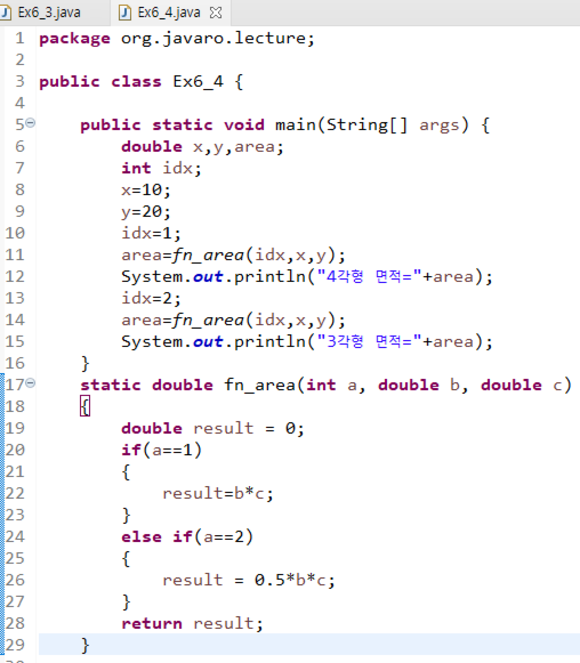 Ex6_3.java
Ex6_4.java
1 package org.javaro.lecture;
2
3 public class Ex6_4 {
4
5 public static void main(String[] args) {
6 double x,y,area;
7 int idx;
8 x=10;
9 y=20;
10 idx=1;
11 area=fn_area(idx,x,y);
12 System.out.println("4각형 면적="+area);
13 idx=2;
14 area=fn_area(idx,x,y);
15 System.out.println("3각형 면적="+area);
16 }
17 static double fn_area(int a, double b, double c)
18 {
19 double result = 0;
20 if(a==1)
21 {
22 result=b*c;
23 }
24 else if(a==2)
25 {
26 result = 0.5*b*c;
27 }
28 return result;
29 }